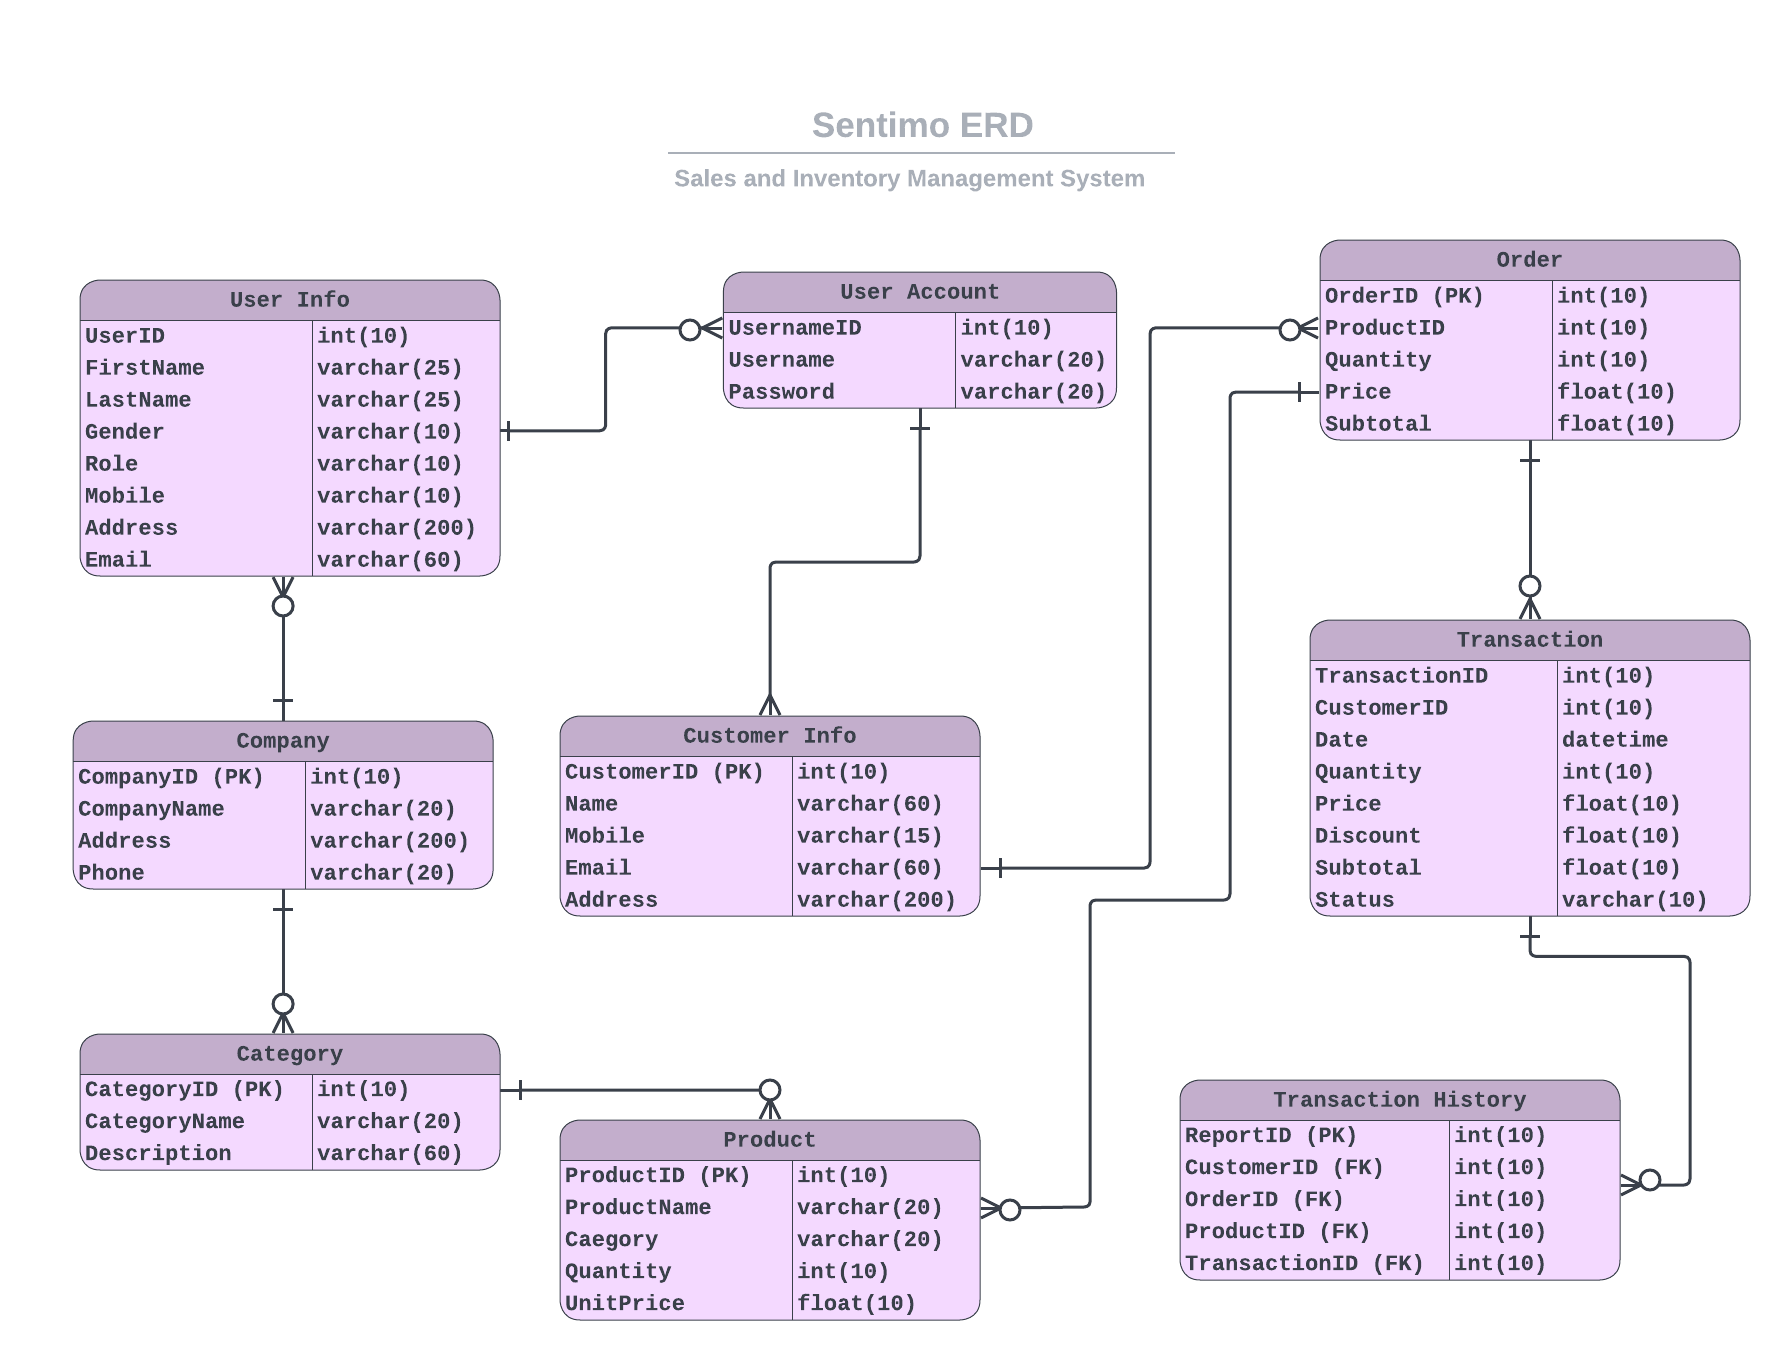 Sentimo ERD
Sales and Inventory Management System
User Info
UserID int(10)
FirstName varchar(25)
LastName varchar(25)
Gender varchar(10)
Role varchar(10)
Mobile varchar(10)
Address varchar(200)
Email varchar(60)
User Account
UsernameID int(10)
Username varchar(20)
Password varchar(20)
Order
OrderID (PK) int(10)
ProductID int(10)
Quantity int(10)
Price float(10)
Subtotal float(10)
Company
CompanyID (PK) int(10)
CompanyName varchar(20)
Address varchar(200)
Phone varchar(20)
Customer Info
CustomerID (PK) int(10)
Name varchar(60)
Mobile varchar(15)
Email varchar(60)
Address varchar(200)
Transaction
TransactionID int(10)
CustomerID int(10)
Date datetime
Quantity int(10)
Price float(10)
Discount float(10)
Subtotal float(10)
Status varchar(10)
Category
CategoryID (PK) int(10)
CategoryName varchar(20)
Description varchar(60)
Product
ProductID (PK) int(10)
ProductName varchar(20)
Caegory varchar(20)
Quantity int(10)
UnitPrice float(10)
Transaction History
ReportID (PK) int(10)
CustomerID (FK) int(10)
OrderID (FK) int(10)
ProductID (FK) int(10)
TransactionID (FK) int(10)